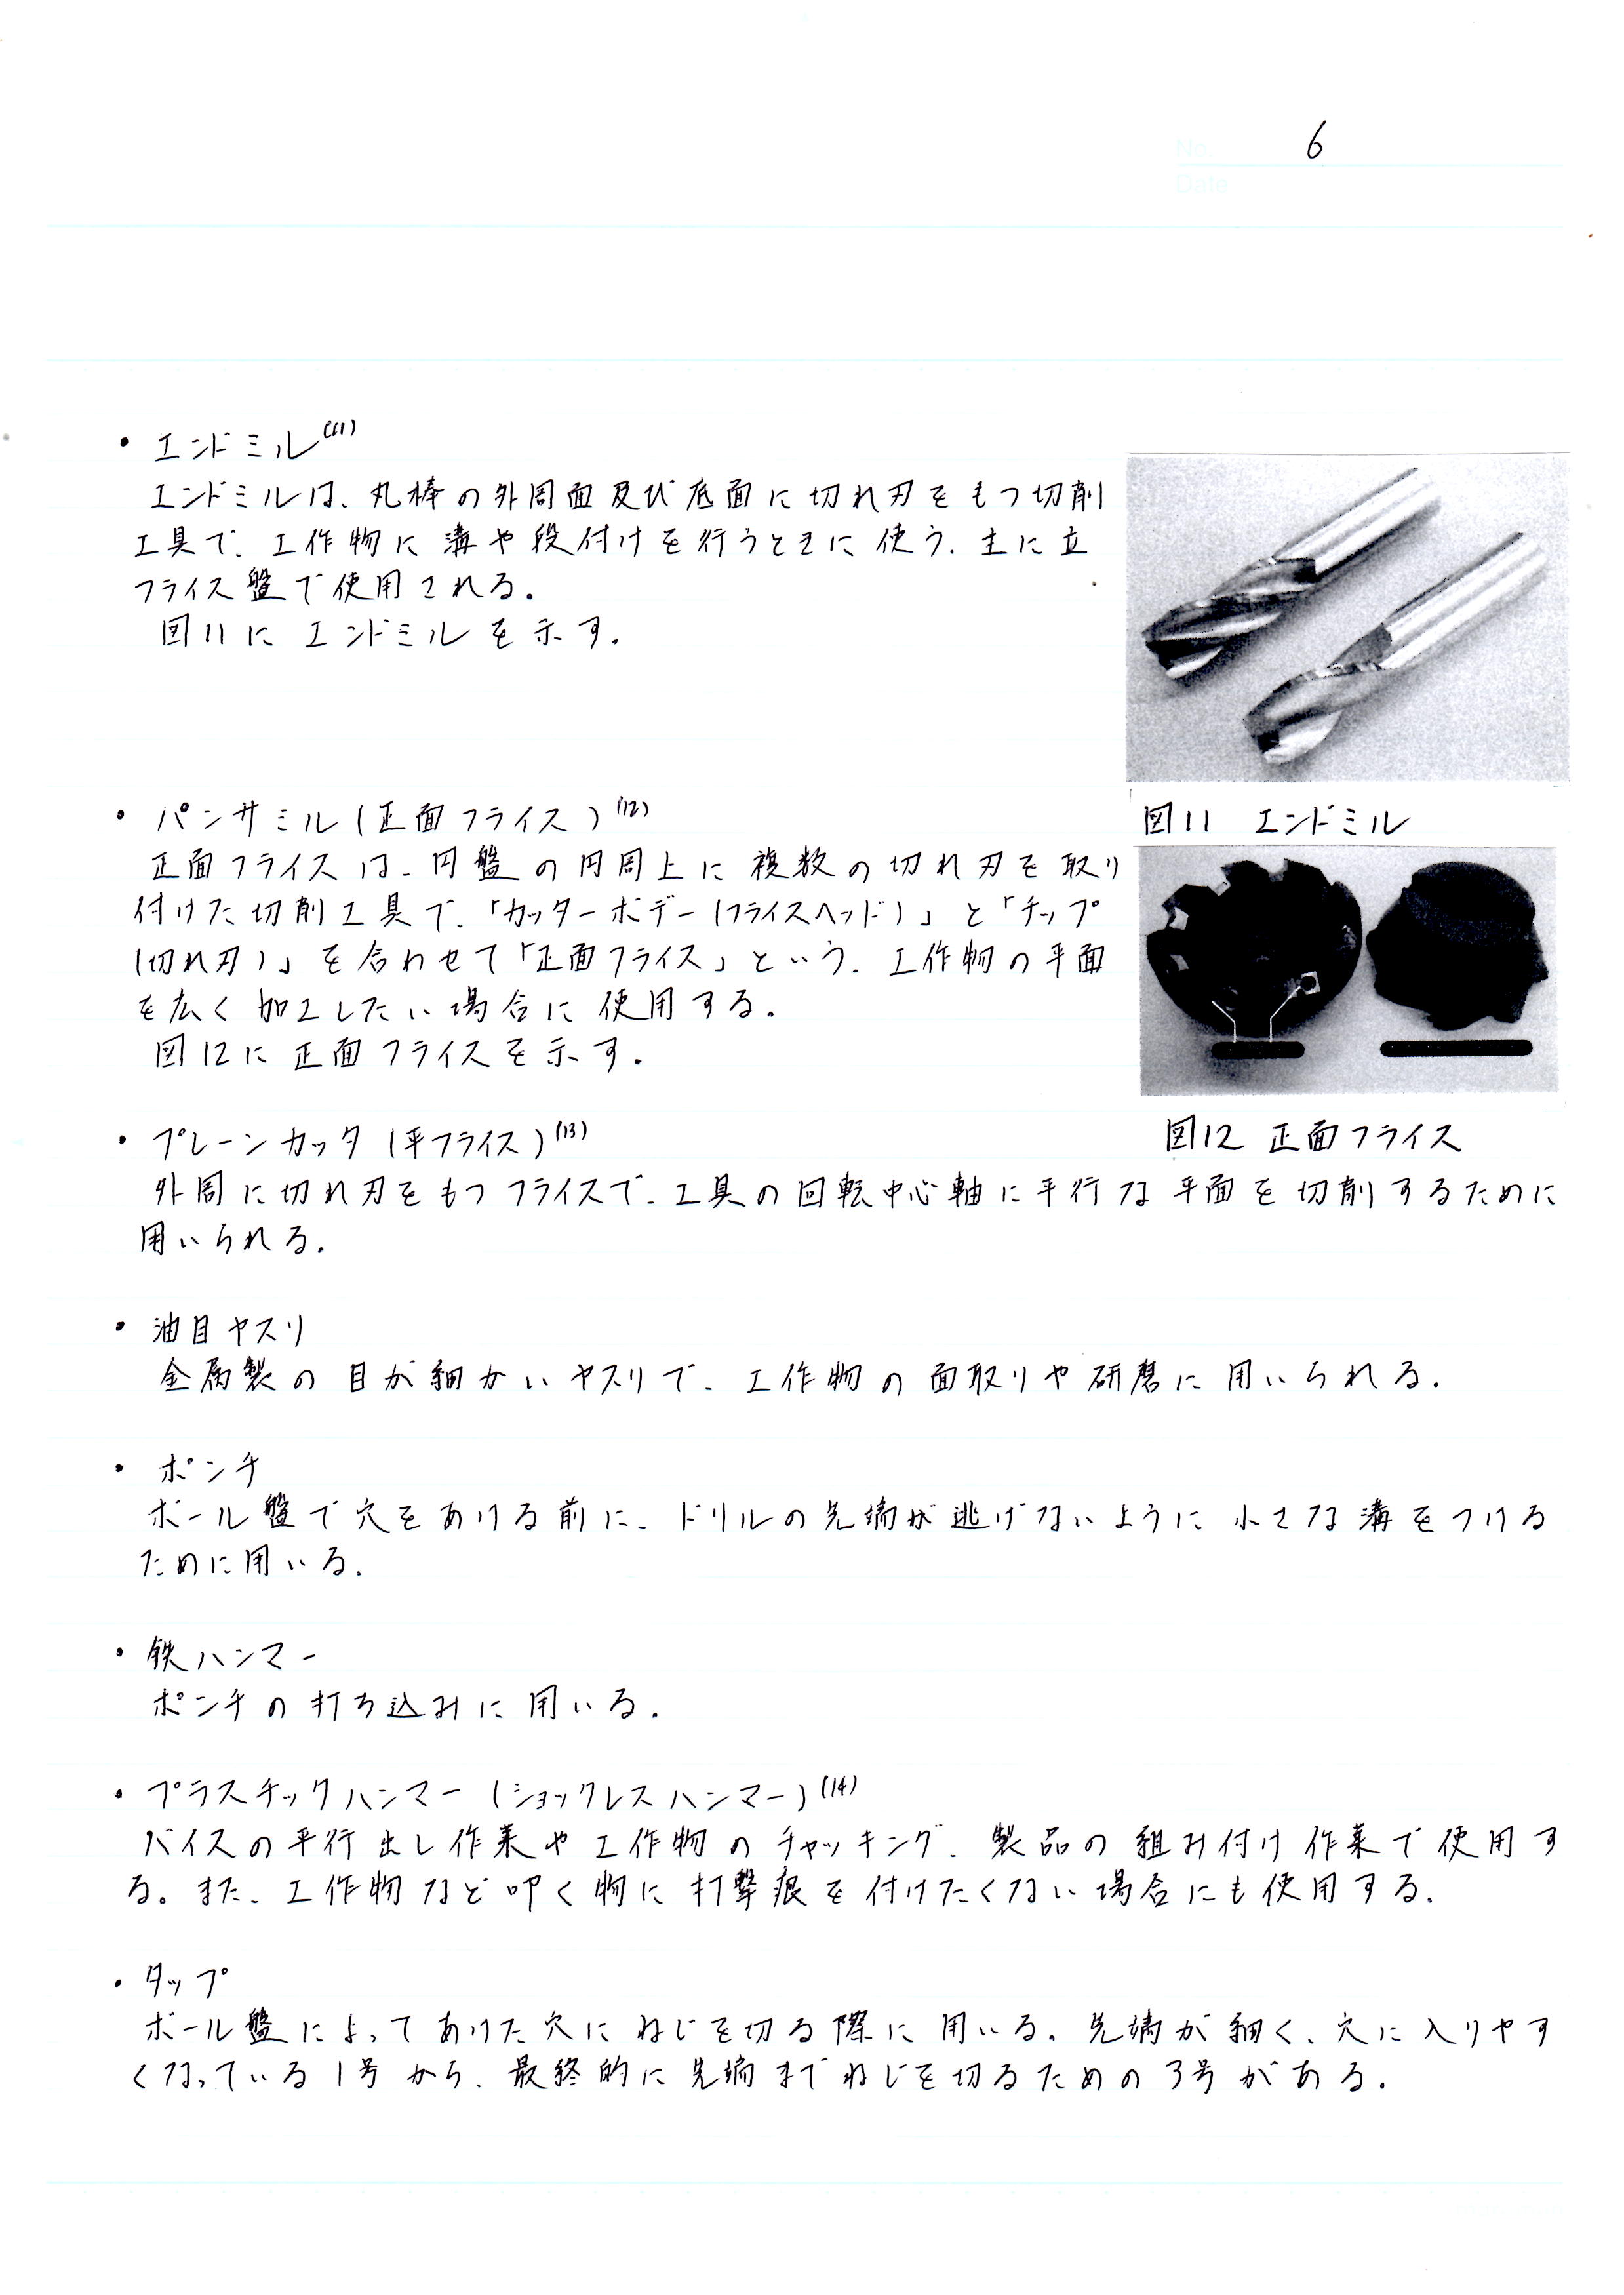 No. 6
Date
・エンドミル(11)
エンドミルは、丸棒の外周面及び底面に切れ刃をもつ切削
工具で、工作物に溝や段付けを行うときに使う。主に立
フライス盤で使用される。
図11にエンドミルを示す。
図11 エンドミル
・パンサミル(正面フライス)(12)
正面フライスは、円盤の円周上に複数の切れ刃を取り
付けた切削工具で、「カッターボデー(フライスヘッド)」と「チップ
(切れ刃)」を合わせて「正面フライス」という。工作物の平面
を広く加工したい場合に使用する。
図12に正面フライスを示す。
図12 正面フライス
・プレーンカッタ(平フライス)(13)
外周に切れ刃をもつフライスで、工具の回転中心軸に平行な平面を切削するために
用いられる。
・油目ヤスリ
金属製の目が細かいヤスリで、工作物の面取りや研磨に用いられる。
・ポンチ
ボール盤で穴をあける前に、ドリルの先端が逃げないように小さな溝をつける
ために用いる。
・鉄ハンマー
ポンチの打ち込みに用いる。
・プラスチックハンマー(ショックレスハンマー)(14)
バイスの平行出し作業や工作物のチャッキング、製品の組み付け作業で使用す
る。また、工作物など叩く物に打撃痕を付けたくない場合にも使用する。
・タップ
ボール盤によってあけた穴にねじを切る際に用いる。先端が細く、穴に入りやす
くなっている1号から、最終的に先端までねじを切るための3号がある。